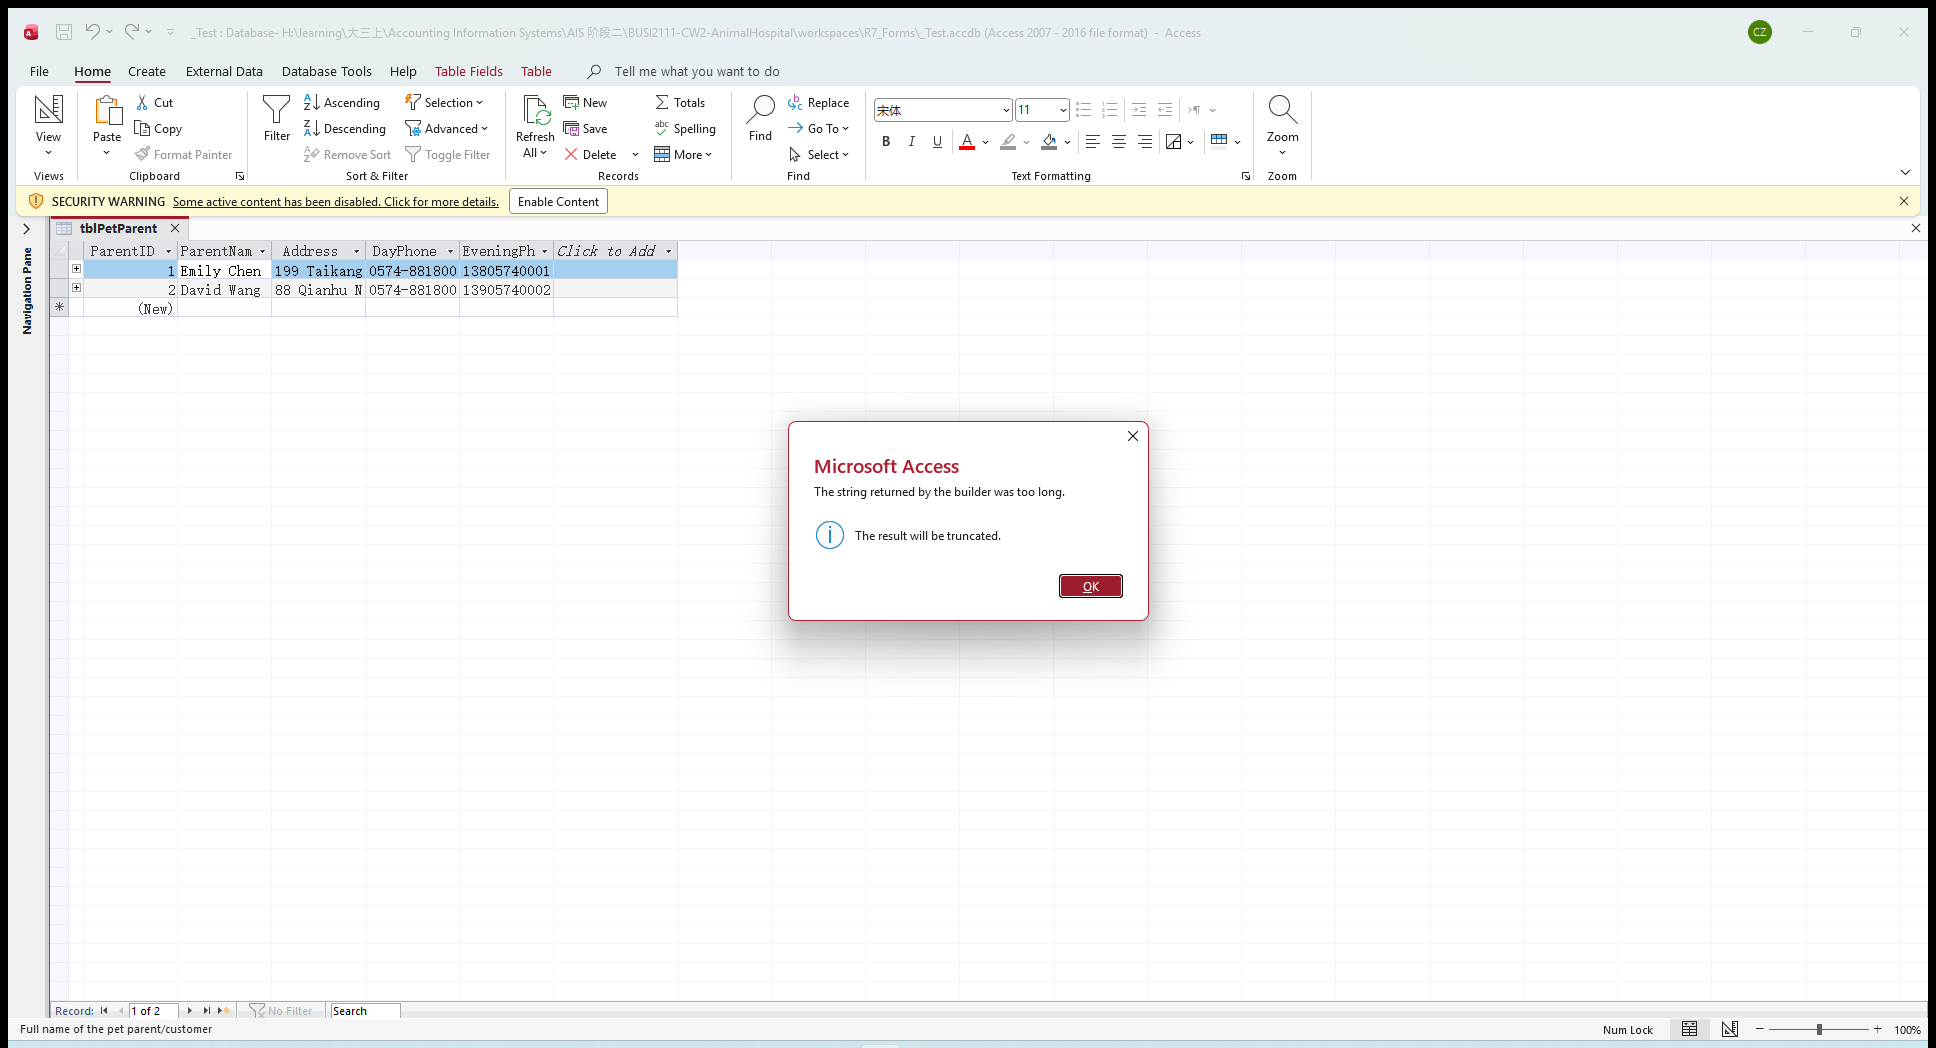 _Test : Database- H:\learning\大三上\Accounting Information Systems\AIS 阶段二\BUSI2111-CW2-AnimalHospital\workspaces\R7_Forms\_Test.accdb (Access 2007 - 2016 file format) - Access
CZ
File Home Create External Data Database Tools Help Table Fields Table Tell me what you want to do
View
Views
Paste
Cut
Copy
Format Painter
Clipboard
Filter
Ascending
Descending
Remove Sort
Selection
Advanced
Toggle Filter
Sort & Filter
Refresh
All
New
Save
Delete
Totals
Spelling
More
Records
Find
Replace
Go To
Select
Find
宋体
11
B I U
Text Formatting
Zoom
Zoom
SECURITY WARNING Some active content has been disabled. Click for more details. Enable Content
Navigation Pane
tblPetParent
ParentID ParentNam Address DayPhone EveningPh Click to Add
1 Emily Chen 199 Taikang 0574-881800 13805740001
2 David Wang 88 Qianhu N 0574-881800 13905740002
(New)
Microsoft Access
The string returned by the builder was too long.
The result will be truncated.
OK
Record: 1 of 2 No Filter Search
Full name of the pet parent/customer
Num Lock
100%